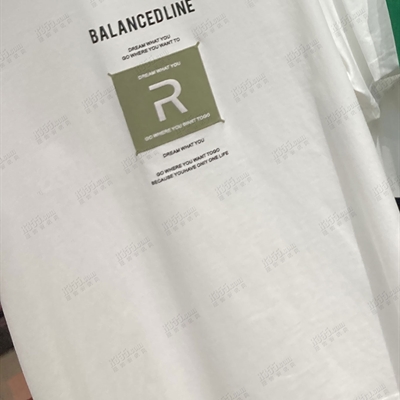 BALANCEDLINE
DREAM WHAT YOU
GO WHERE YOU WANT TO
DREAM WHAT YOU
R
GO WHERE YOU WANT TOGO
DREAM WHAT YOU
GO WHERE YOU WANT TOGO
BECAUSE YOUHAVE ONIT ONE LIFE